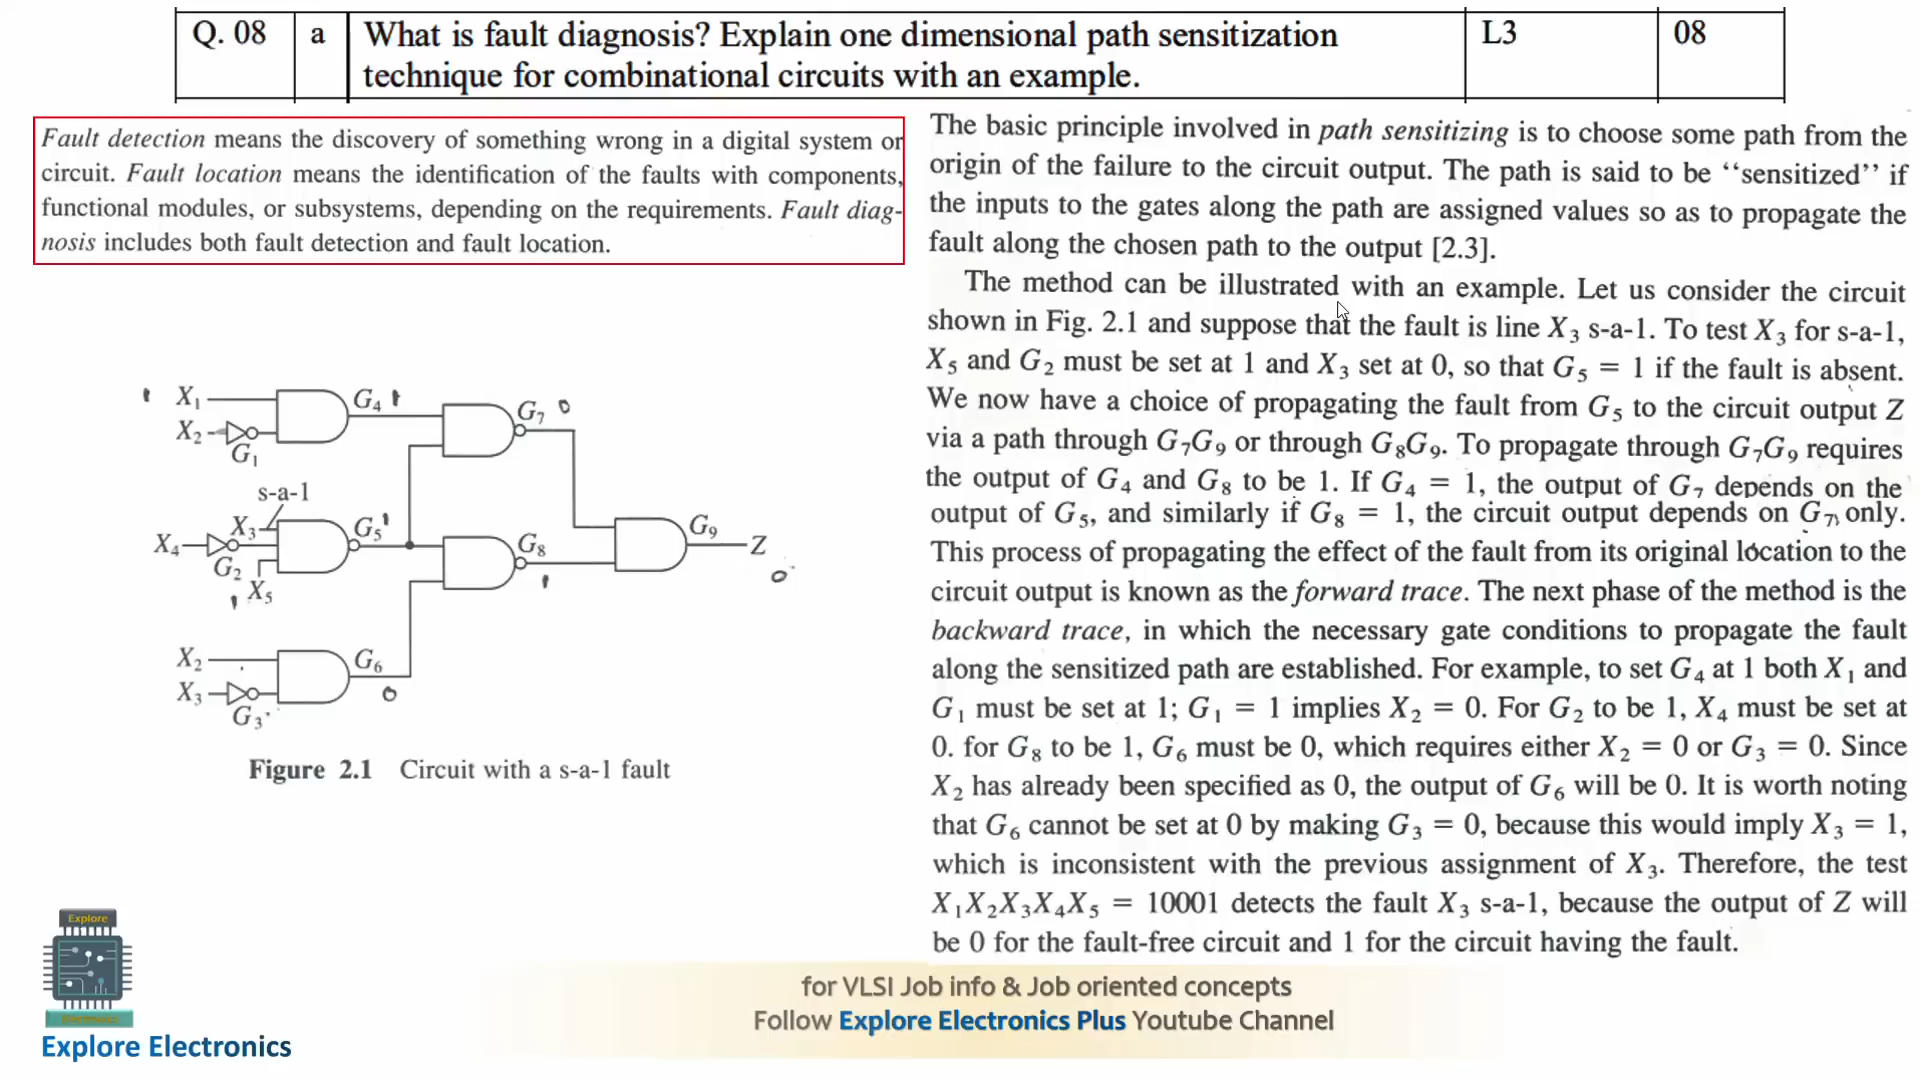 Q. 08 a What is fault diagnosis? Explain one dimensional path sensitization L3 08
technique for combinational circuits with an example.
Fault detection means the discovery of something wrong in a digital system or
circuit. Fault location means the identification of the faults with components,
functional modules, or subsystems, depending on the requirements. Fault diag-
nosis includes both fault detection and fault location.
1 X₁ G₄ 1 G₇ 0
X₂ G₁
s-a-1
X₃ G₅ 1 G₈ G₉
X₄ G₂ Z
1 X₅ 1 0
X₂ G₆
X₃ G₃ 0
Figure 2.1 Circuit with a s-a-1 fault
The basic principle involved in path sensitizing is to choose some path from the
origin of the failure to the circuit output. The path is said to be ‘‘sensitized’’ if
the inputs to the gates along the path are assigned values so as to propagate the
fault along the chosen path to the output [2.3].
The method can be illustrated with an example. Let us consider the circuit
shown in Fig. 2.1 and suppose that the fault is line X₃ s-a-1. To test X₃ for s-a-1,
X₅ and G₂ must be set at 1 and X₃ set at 0, so that G₅ = 1 if the fault is absent.
We now have a choice of propagating the fault from G₅ to the circuit output Z
via a path through G₇G₉ or through G₈G₉. To propagate through G₇G₉ requires
the output of G₄ and G₈ to be 1. If G₄ = 1, the output of G₇ depends on the
output of G₅, and similarly if G₈ = 1, the circuit output depends on G₇ only.
This process of propagating the effect of the fault from its original location to the
circuit output is known as the forward trace. The next phase of the method is the
backward trace, in which the necessary gate conditions to propagate the fault
along the sensitized path are established. For example, to set G₄ at 1 both X₁ and
G₁ must be set at 1; G₁ = 1 implies X₂ = 0. For G₂ to be 1, X₄ must be set at
0. for G₈ to be 1, G₆ must be 0, which requires either X₂ = 0 or G₃ = 0. Since
X₂ has already been specified as 0, the output of G₆ will be 0. It is worth noting
that G₆ cannot be set at 0 by making G₃ = 0, because this would imply X₃ = 1,
which is inconsistent with the previous assignment of X₃. Therefore, the test
X₁X₂X₃X₄X₅ = 10001 detects the fault X₃ s-a-1, because the output of Z will
be 0 for the fault-free circuit and 1 for the circuit having the fault.
Explore
Explore Electronics
for VLSI Job info & Job oriented concepts
Follow Explore Electronics Plus Youtube Channel